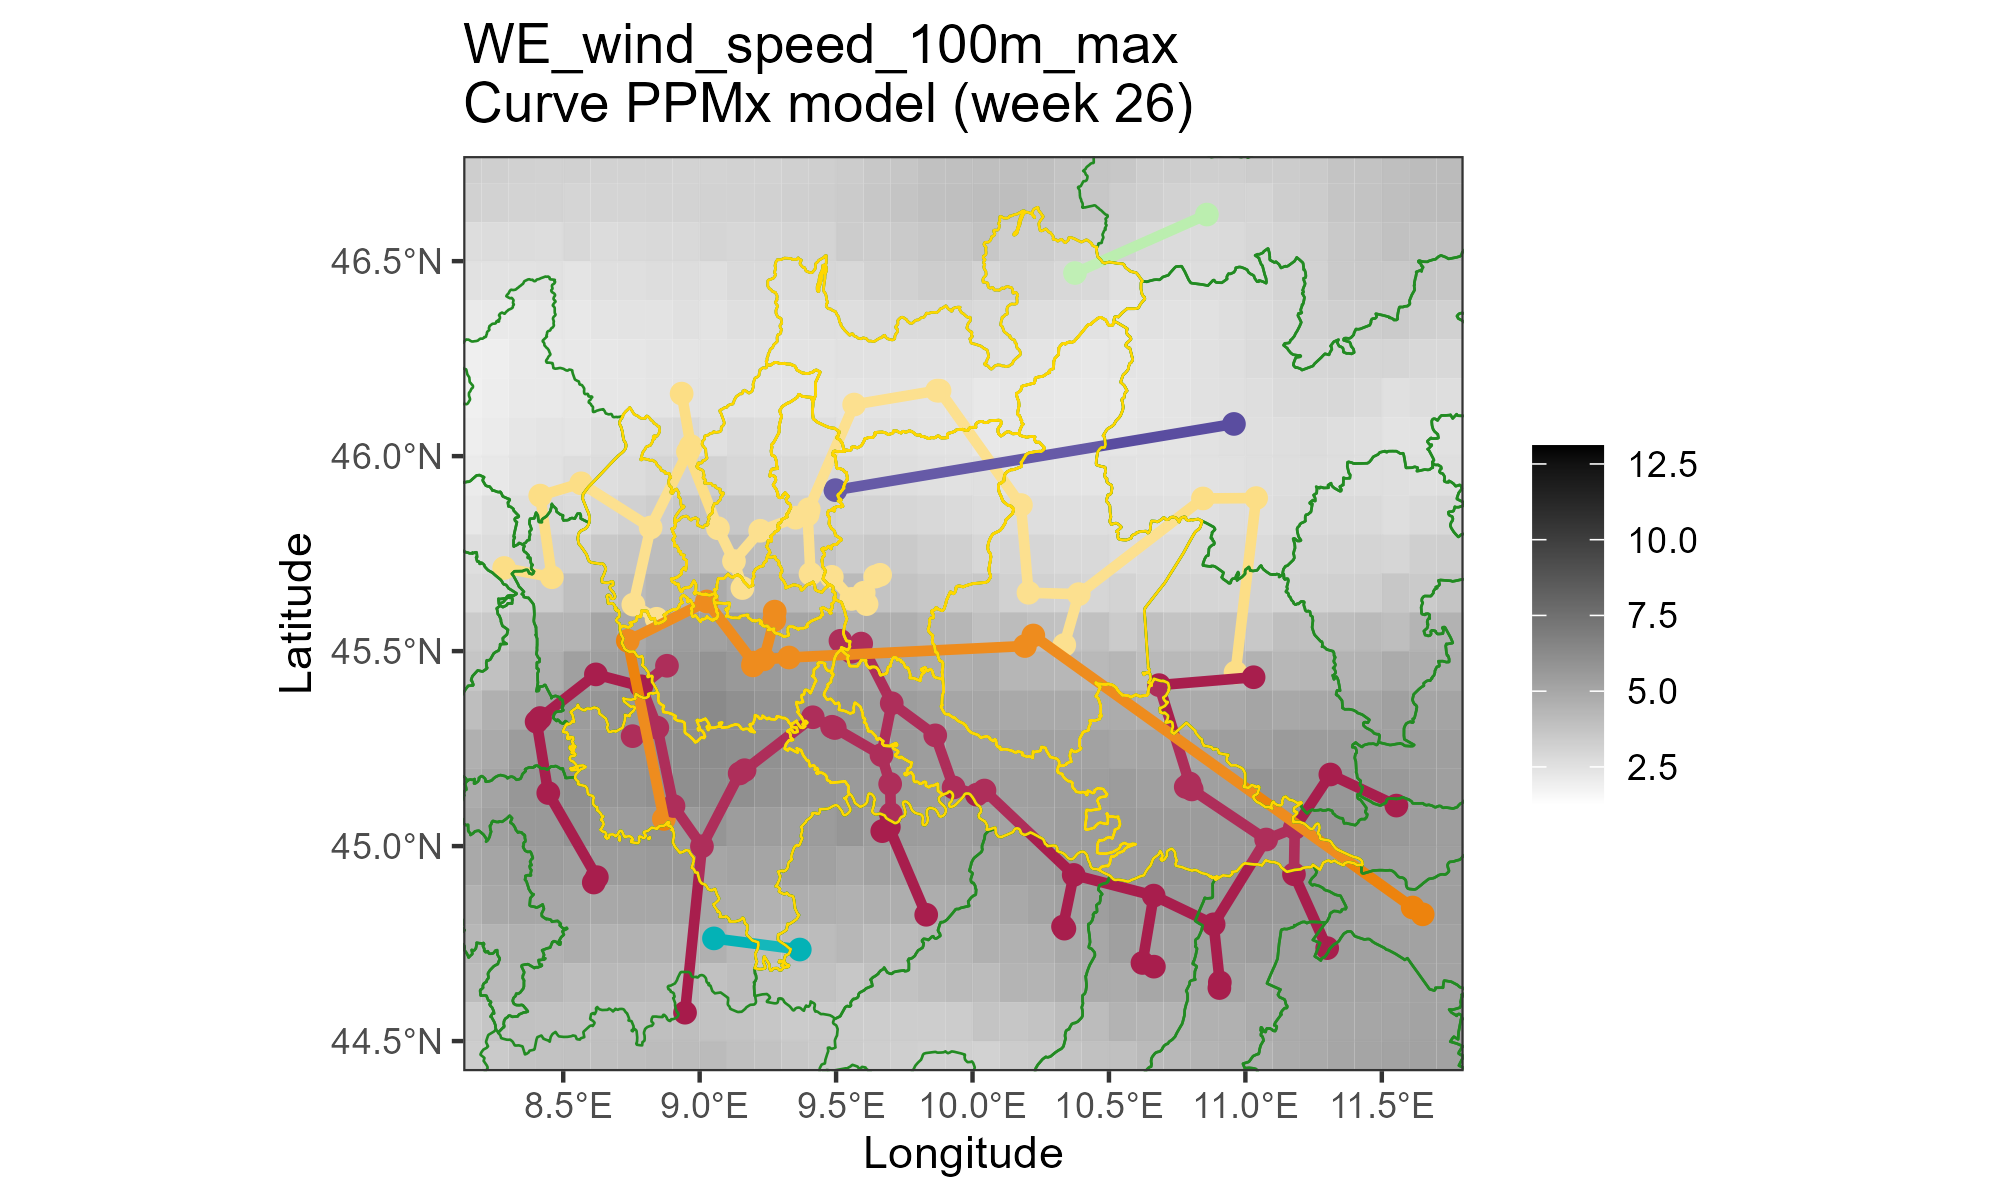 WE_wind_speed_100m_max
Curve PPMx model (week 26)
46.5°N
46.0°N
45.5°N
45.0°N
44.5°N
Latitude
8.5°E 9.0°E 9.5°E 10.0°E 10.5°E 11.0°E 11.5°E
Longitude
12.5
10.0
7.5
5.0
2.5